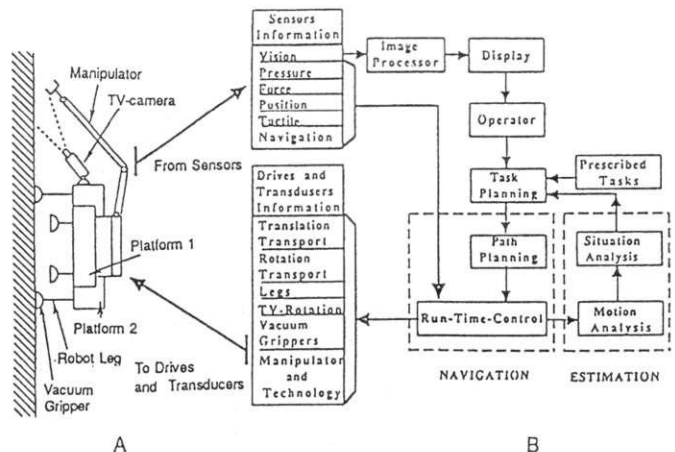 Manipulator
TV-camera
From Sensors
Platform 1
Platform 2
Robot Leg
Vacuum
Gripper
To Drives
and Transducers
A
Sensors
Information
Vision
Pressure
Force
Position
Tactile
Navigation
Drives and
Transdusers
Information
Translation
Transport
Rotation
Transport
Legs
TV-Rotation
Vacuum
Grippers
Manipulator
and
Technology
Image
Processor
Display
Operator
Task
Planning
Prescribed
Tasks
Path
Planning
Situation
Analysis
Run-Time-Control
Motion
Analysis
NAVIGATION
ESTIMATION
B